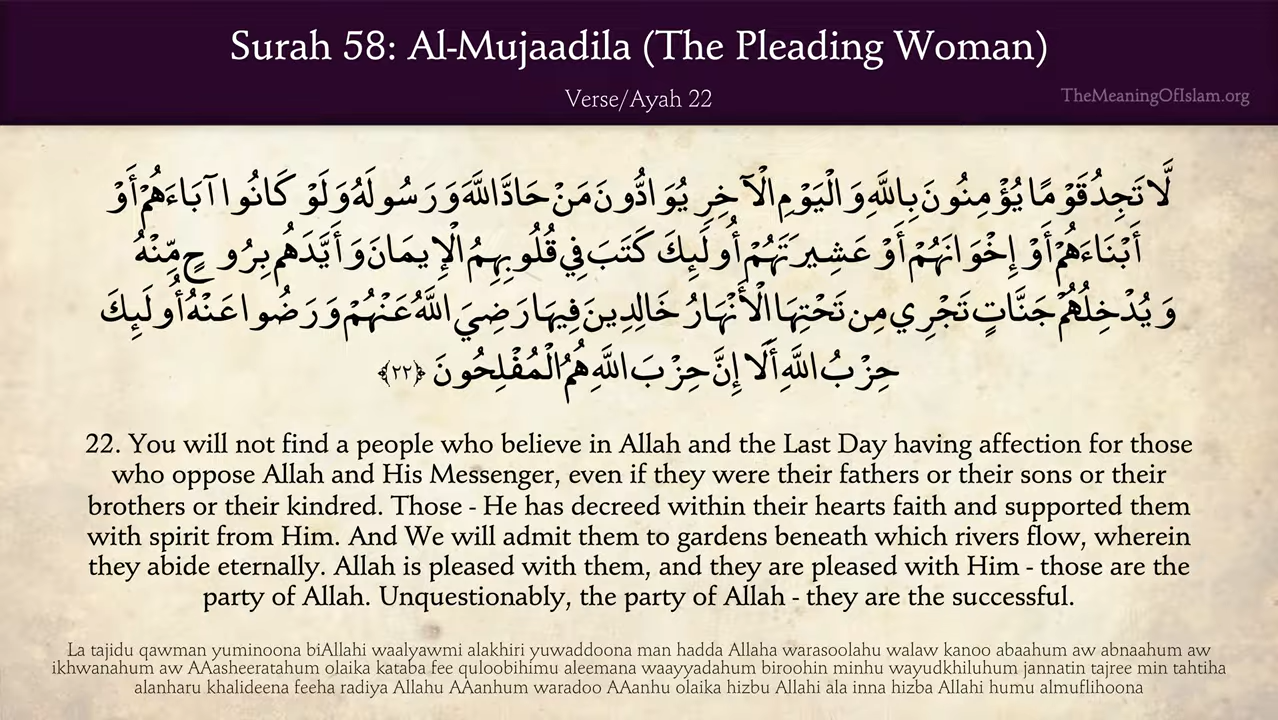 Surah 58: Al-Mujaadila (The Pleading Woman)
Verse/Ayah 22
TheMeaningOfIslam.org
لَّا تَجِدُ قَوْمًا يُؤْمِنُونَ بِاللَّهِ وَالْيَوْمِ الْآخِرِ يُوَادُّونَ مَنْ حَادَّ اللَّهَ وَرَسُولَهُ وَلَوْ كَانُوا آبَاءَهُمْ أَوْ
أَبْنَاءَهُمْ أَوْ إِخْوَانَهُمْ أَوْ عَشِيرَتَهُمْ أُولَٰئِكَ كَتَبَ فِي قُلُوبِهِمُ الْإِيمَانَ وَأَيَّدَهُم بِرُوحٍ مِّنْهُ
وَيُدْخِلُهُمْ جَنَّاتٍ تَجْرِي مِن تَحْتِهَا الْأَنْهَارُ خَالِدِينَ فِيهَا رَضِيَ اللَّهُ عَنْهُمْ وَرَضُوا عَنْهُ أُولَٰئِكَ
حِزْبُ اللَّهِ أَلَا إِنَّ حِزْبَ اللَّهِ هُمُ الْمُفْلِحُونَ ﴿٢٢﴾
22. You will not find a people who believe in Allah and the Last Day having affection for those
who oppose Allah and His Messenger, even if they were their fathers or their sons or their
brothers or their kindred. Those - He has decreed within their hearts faith and supported them
with spirit from Him. And We will admit them to gardens beneath which rivers flow, wherein
they abide eternally. Allah is pleased with them, and they are pleased with Him - those are the
party of Allah. Unquestionably, the party of Allah - they are the successful.
La tajidu qawman yuminoona biAllahi waalyawmi alakhiri yuwaddoona man hadda Allaha warasoolahu walaw kanoo abaahum aw abnaahum aw
ikhwanahum aw AAasheeratahum olaika kataba fee quloobihimu aleemana waayyadahum biroohin minhu wayudkhiluhum jannatin tajree min tahtiha
alanharu khalideena feeha radiya Allahu AAanhum waradoo AAanhu olaika hizbu Allahi ala inna hizba Allahi humu almuflihoona